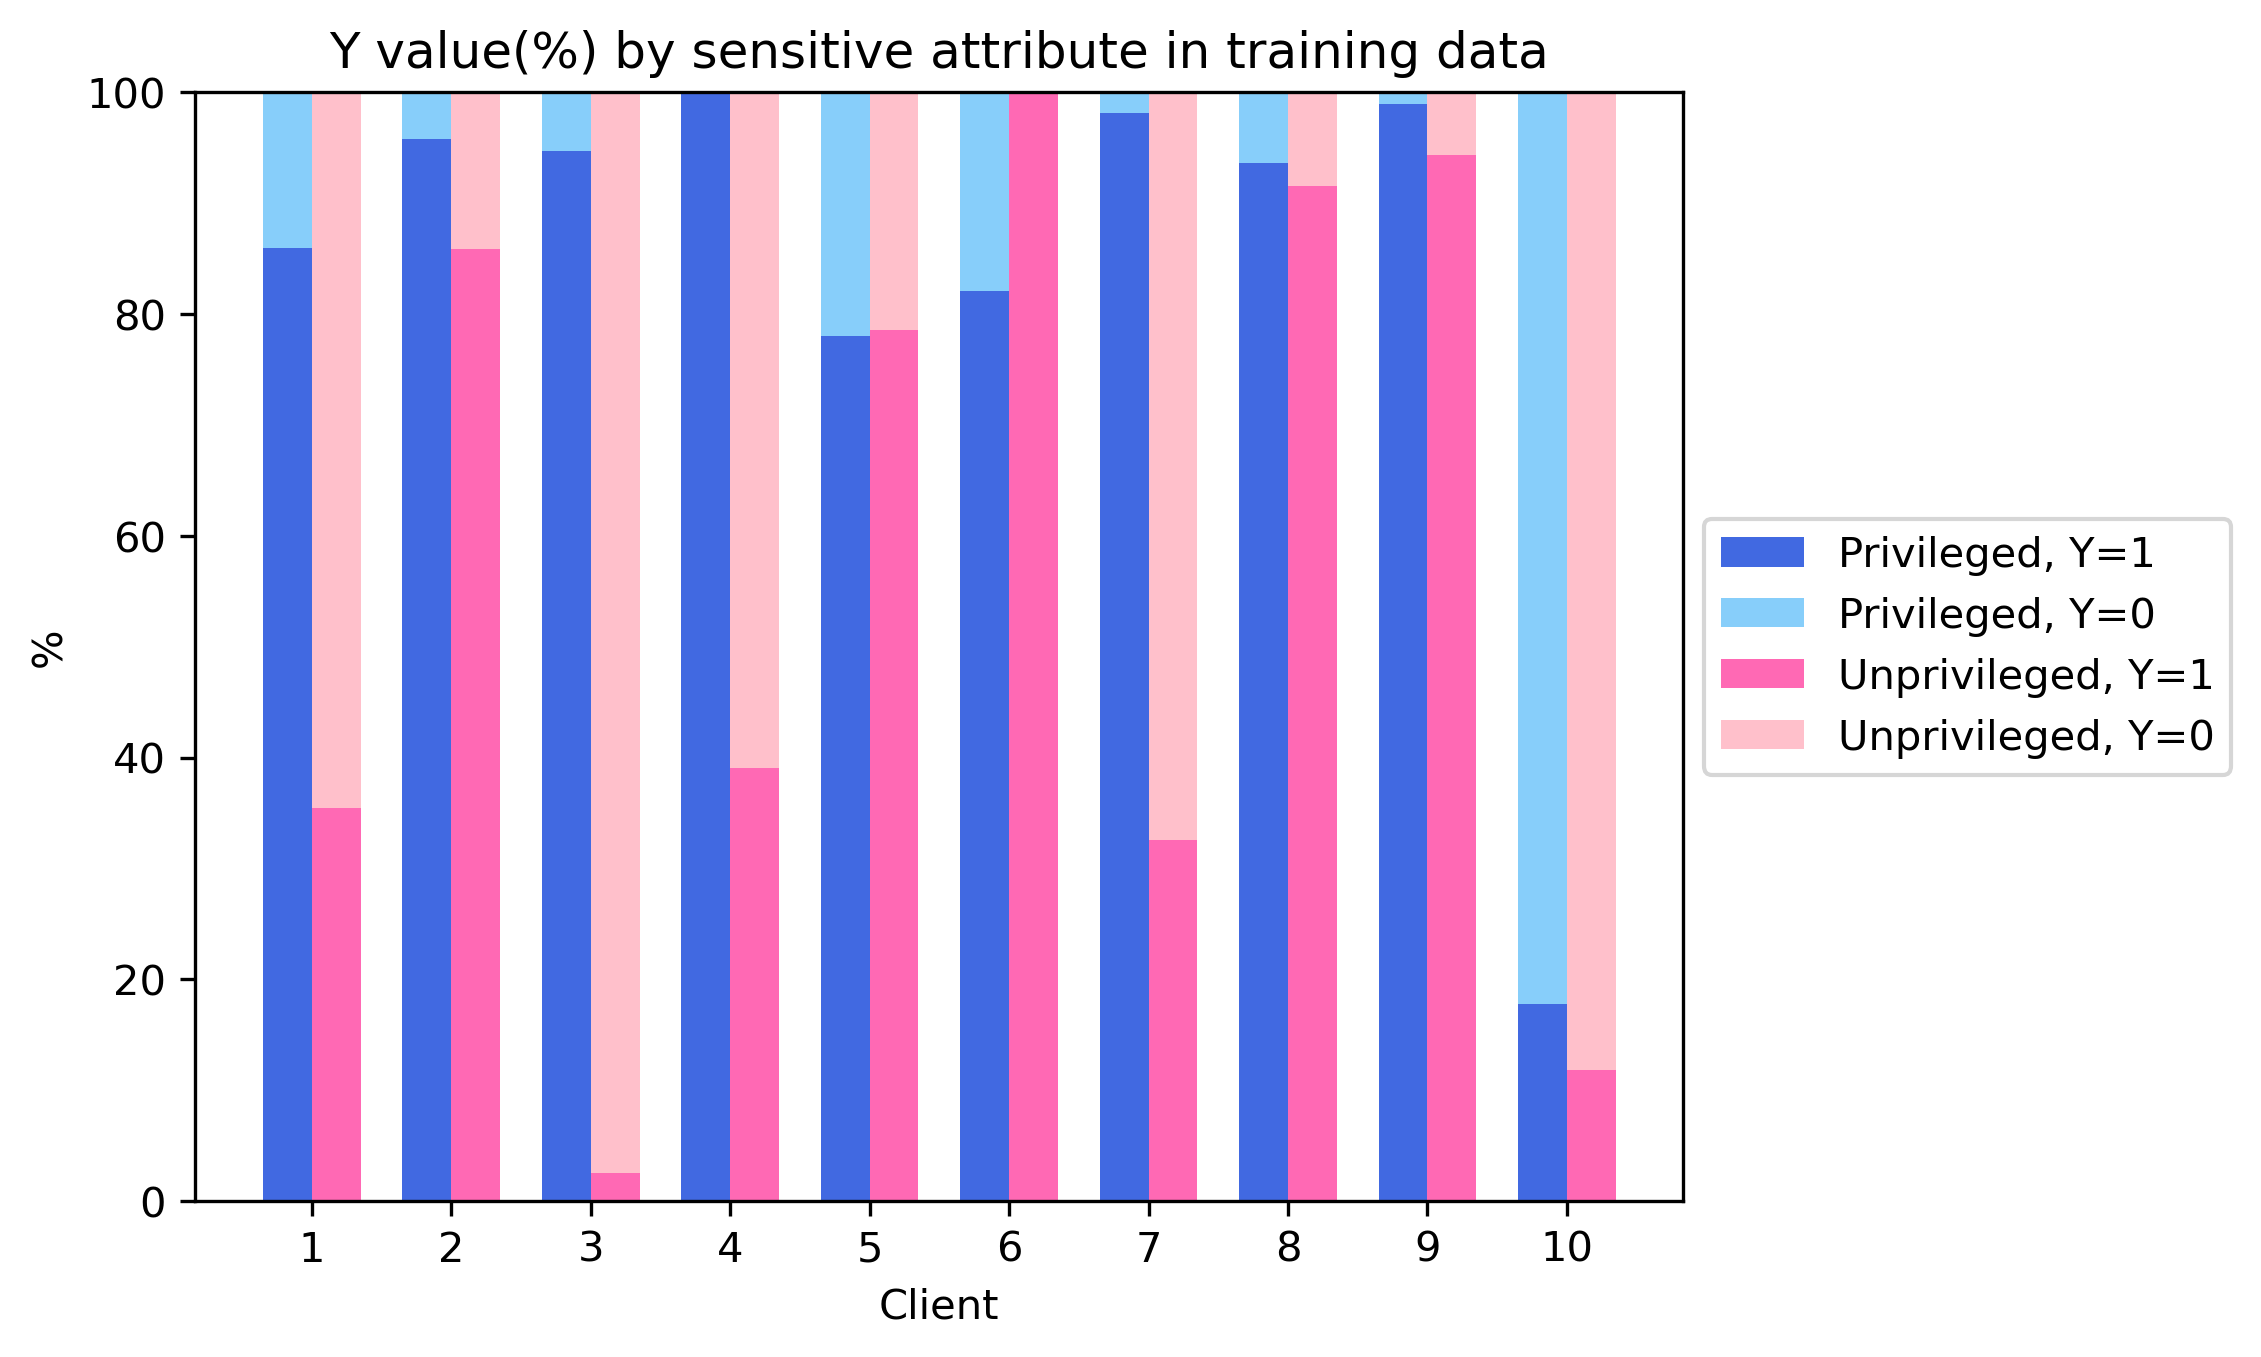 Y value(%) by sensitive attribute in training data
100
80
60
40
20
0
%
1 2 3 4 5 6 7 8 9 10
Client
Privileged, Y=1
Privileged, Y=0
Unprivileged, Y=1
Unprivileged, Y=0